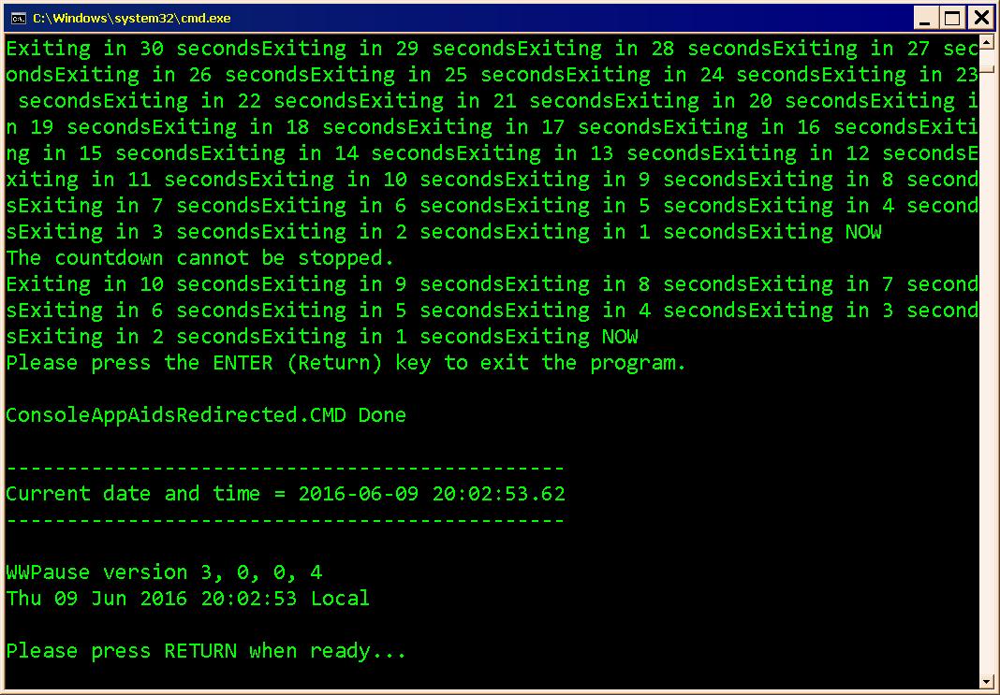 C:\Windows\system32\cmd.exe
Exiting in 30 secondsExiting in 29 secondsExiting in 28 secondsExiting in 27 sec
ondsExiting in 26 secondsExiting in 25 secondsExiting in 24 secondsExiting in 23
 secondsExiting in 22 secondsExiting in 21 secondsExiting in 20 secondsExiting i
n 19 secondsExiting in 18 secondsExiting in 17 secondsExiting in 16 secondsExiti
ng in 15 secondsExiting in 14 secondsExiting in 13 secondsExiting in 12 secondsE
xiting in 11 secondsExiting in 10 secondsExiting in 9 secondsExiting in 8 second
sExiting in 7 secondsExiting in 6 secondsExiting in 5 secondsExiting in 4 second
sExiting in 3 secondsExiting in 2 secondsExiting in 1 secondsExiting NOW
The countdown cannot be stopped.
Exiting in 10 secondsExiting in 9 secondsExiting in 8 secondsExiting in 7 second
sExiting in 6 secondsExiting in 5 secondsExiting in 4 secondsExiting in 3 second
sExiting in 2 secondsExiting in 1 secondsExiting NOW
Please press the ENTER (Return) key to exit the program.
ConsoleAppAidsRedirected.CMD Done
----------------------------------------------
Current date and time = 2016-06-09 20:02:53.62
----------------------------------------------
WWPause version 3, 0, 0, 4
Thu 09 Jun 2016 20:02:53 Local
Please press RETURN when ready...